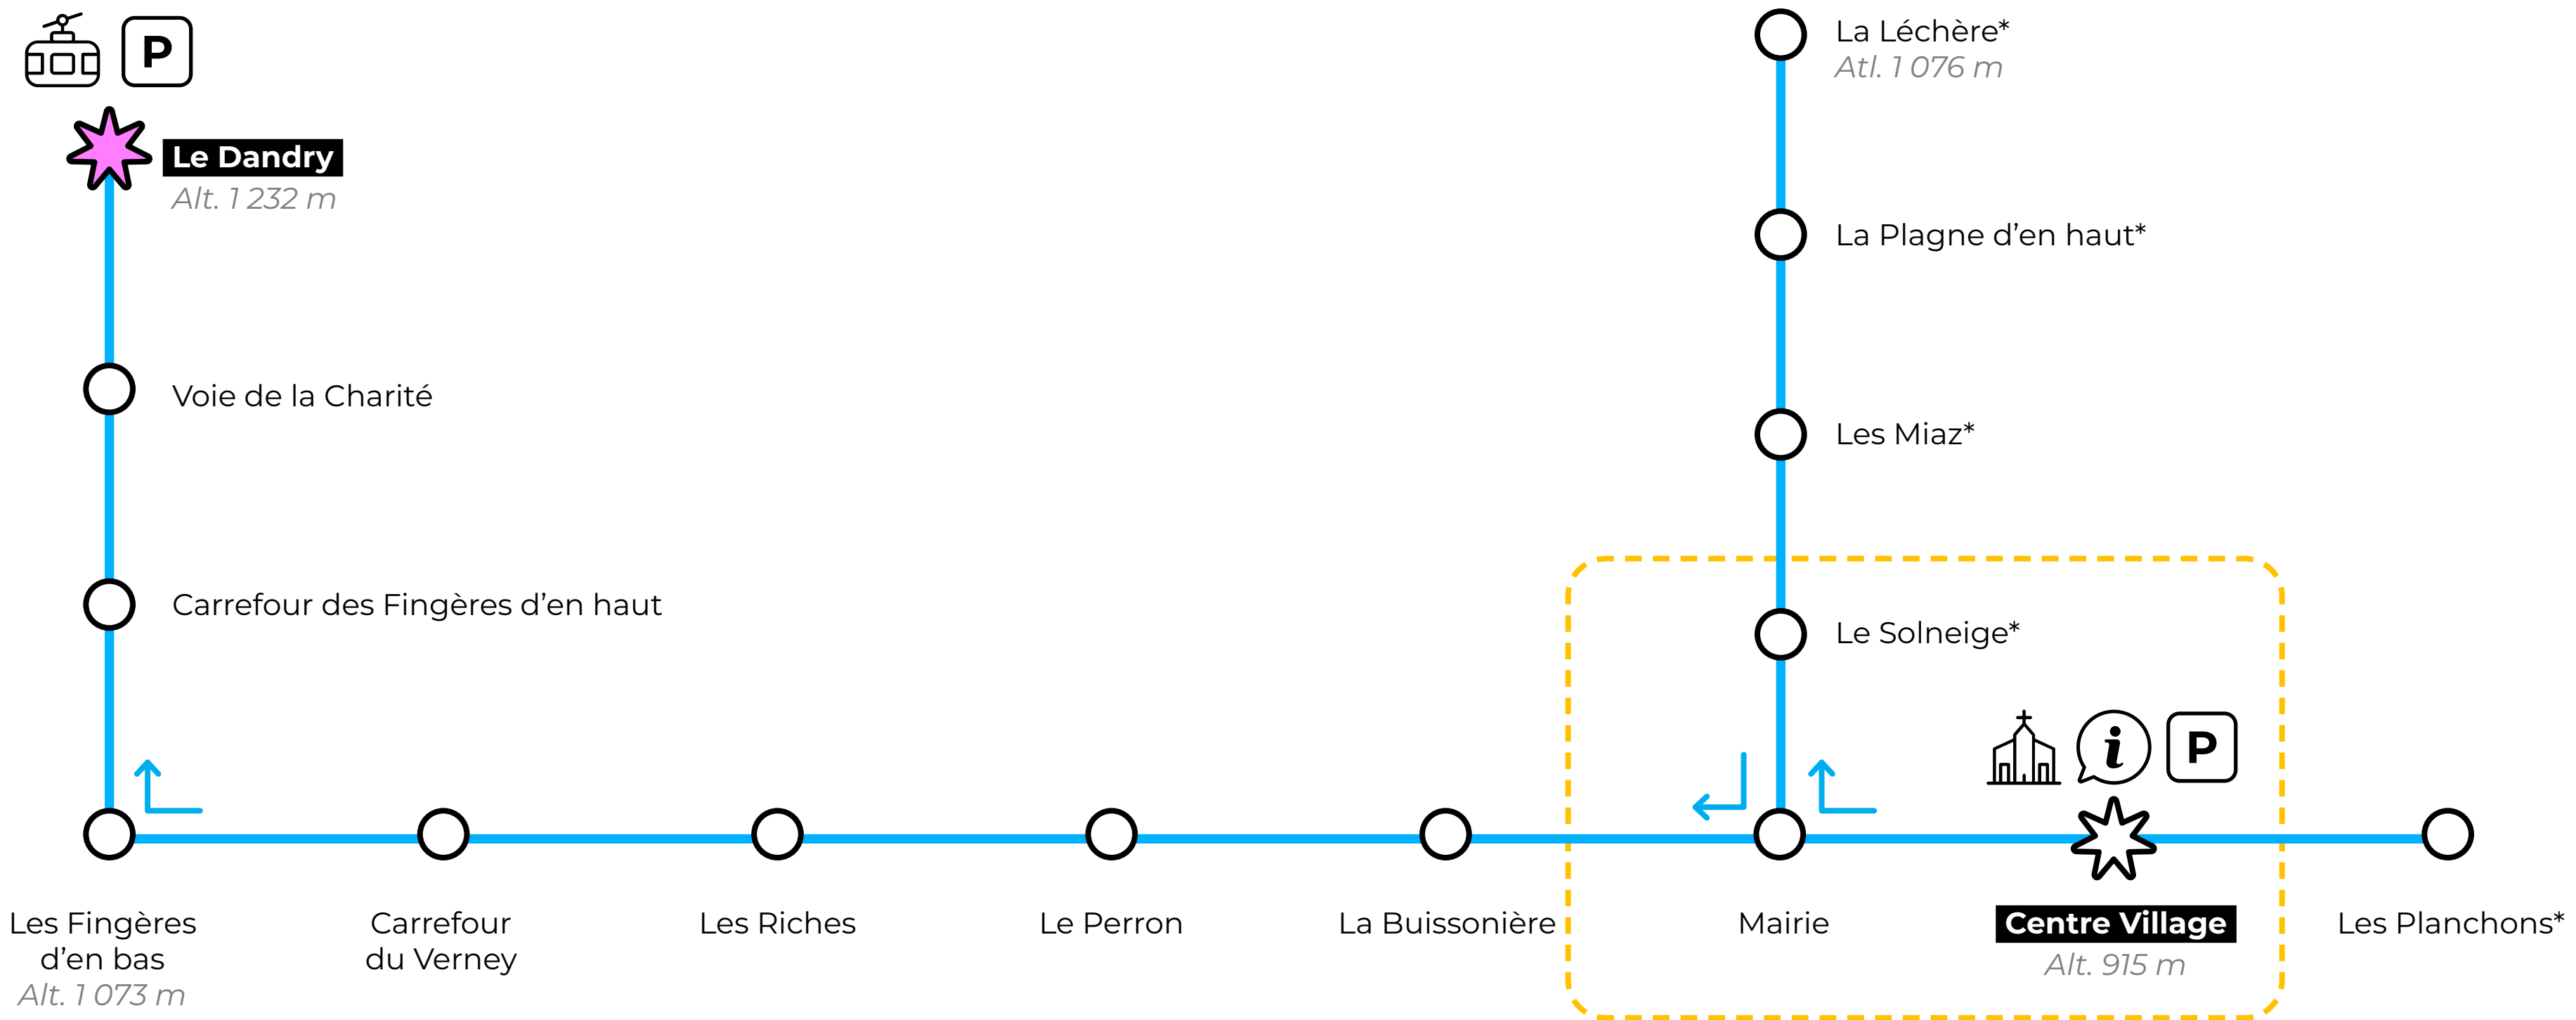 P
Le Dandry
Alt. 1 232 m
Voie de la Charité
Carrefour des Fingères d’en haut
La Léchère*
Atl. 1 076 m
La Plagne d’en haut*
Les Miaz*
Le Solneige*
i
P
Les Fingères
d’en bas
Alt. 1 073 m
Carrefour
du Verney
Les Riches
Le Perron
La Buissonière
Mairie
Centre Village
Alt. 915 m
Les Planchons*